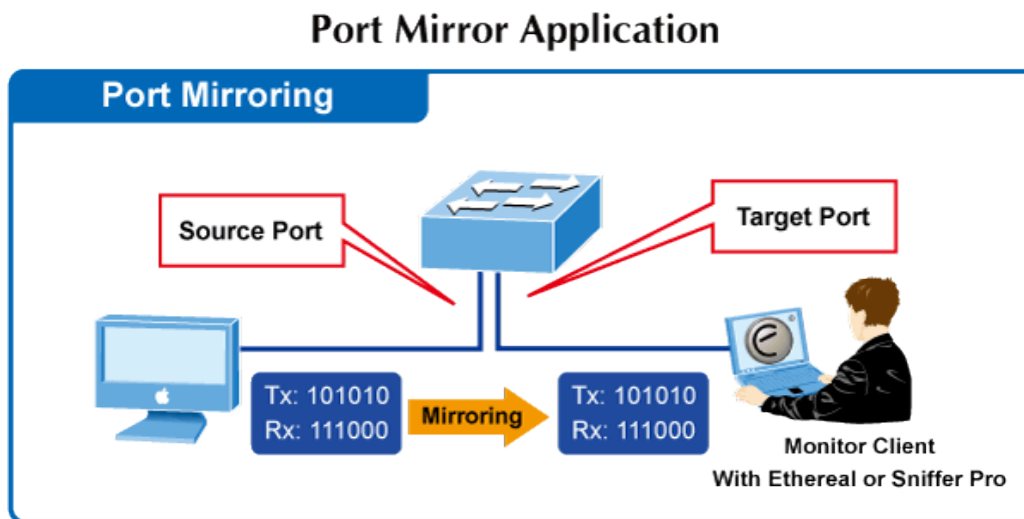 Port Mirror Application
Port Mirroring
Source Port
Target Port
Tx: 101010
Rx: 111000
Mirroring
Tx: 101010
Rx: 111000
Monitor Client
With Ethereal or Sniffer Pro